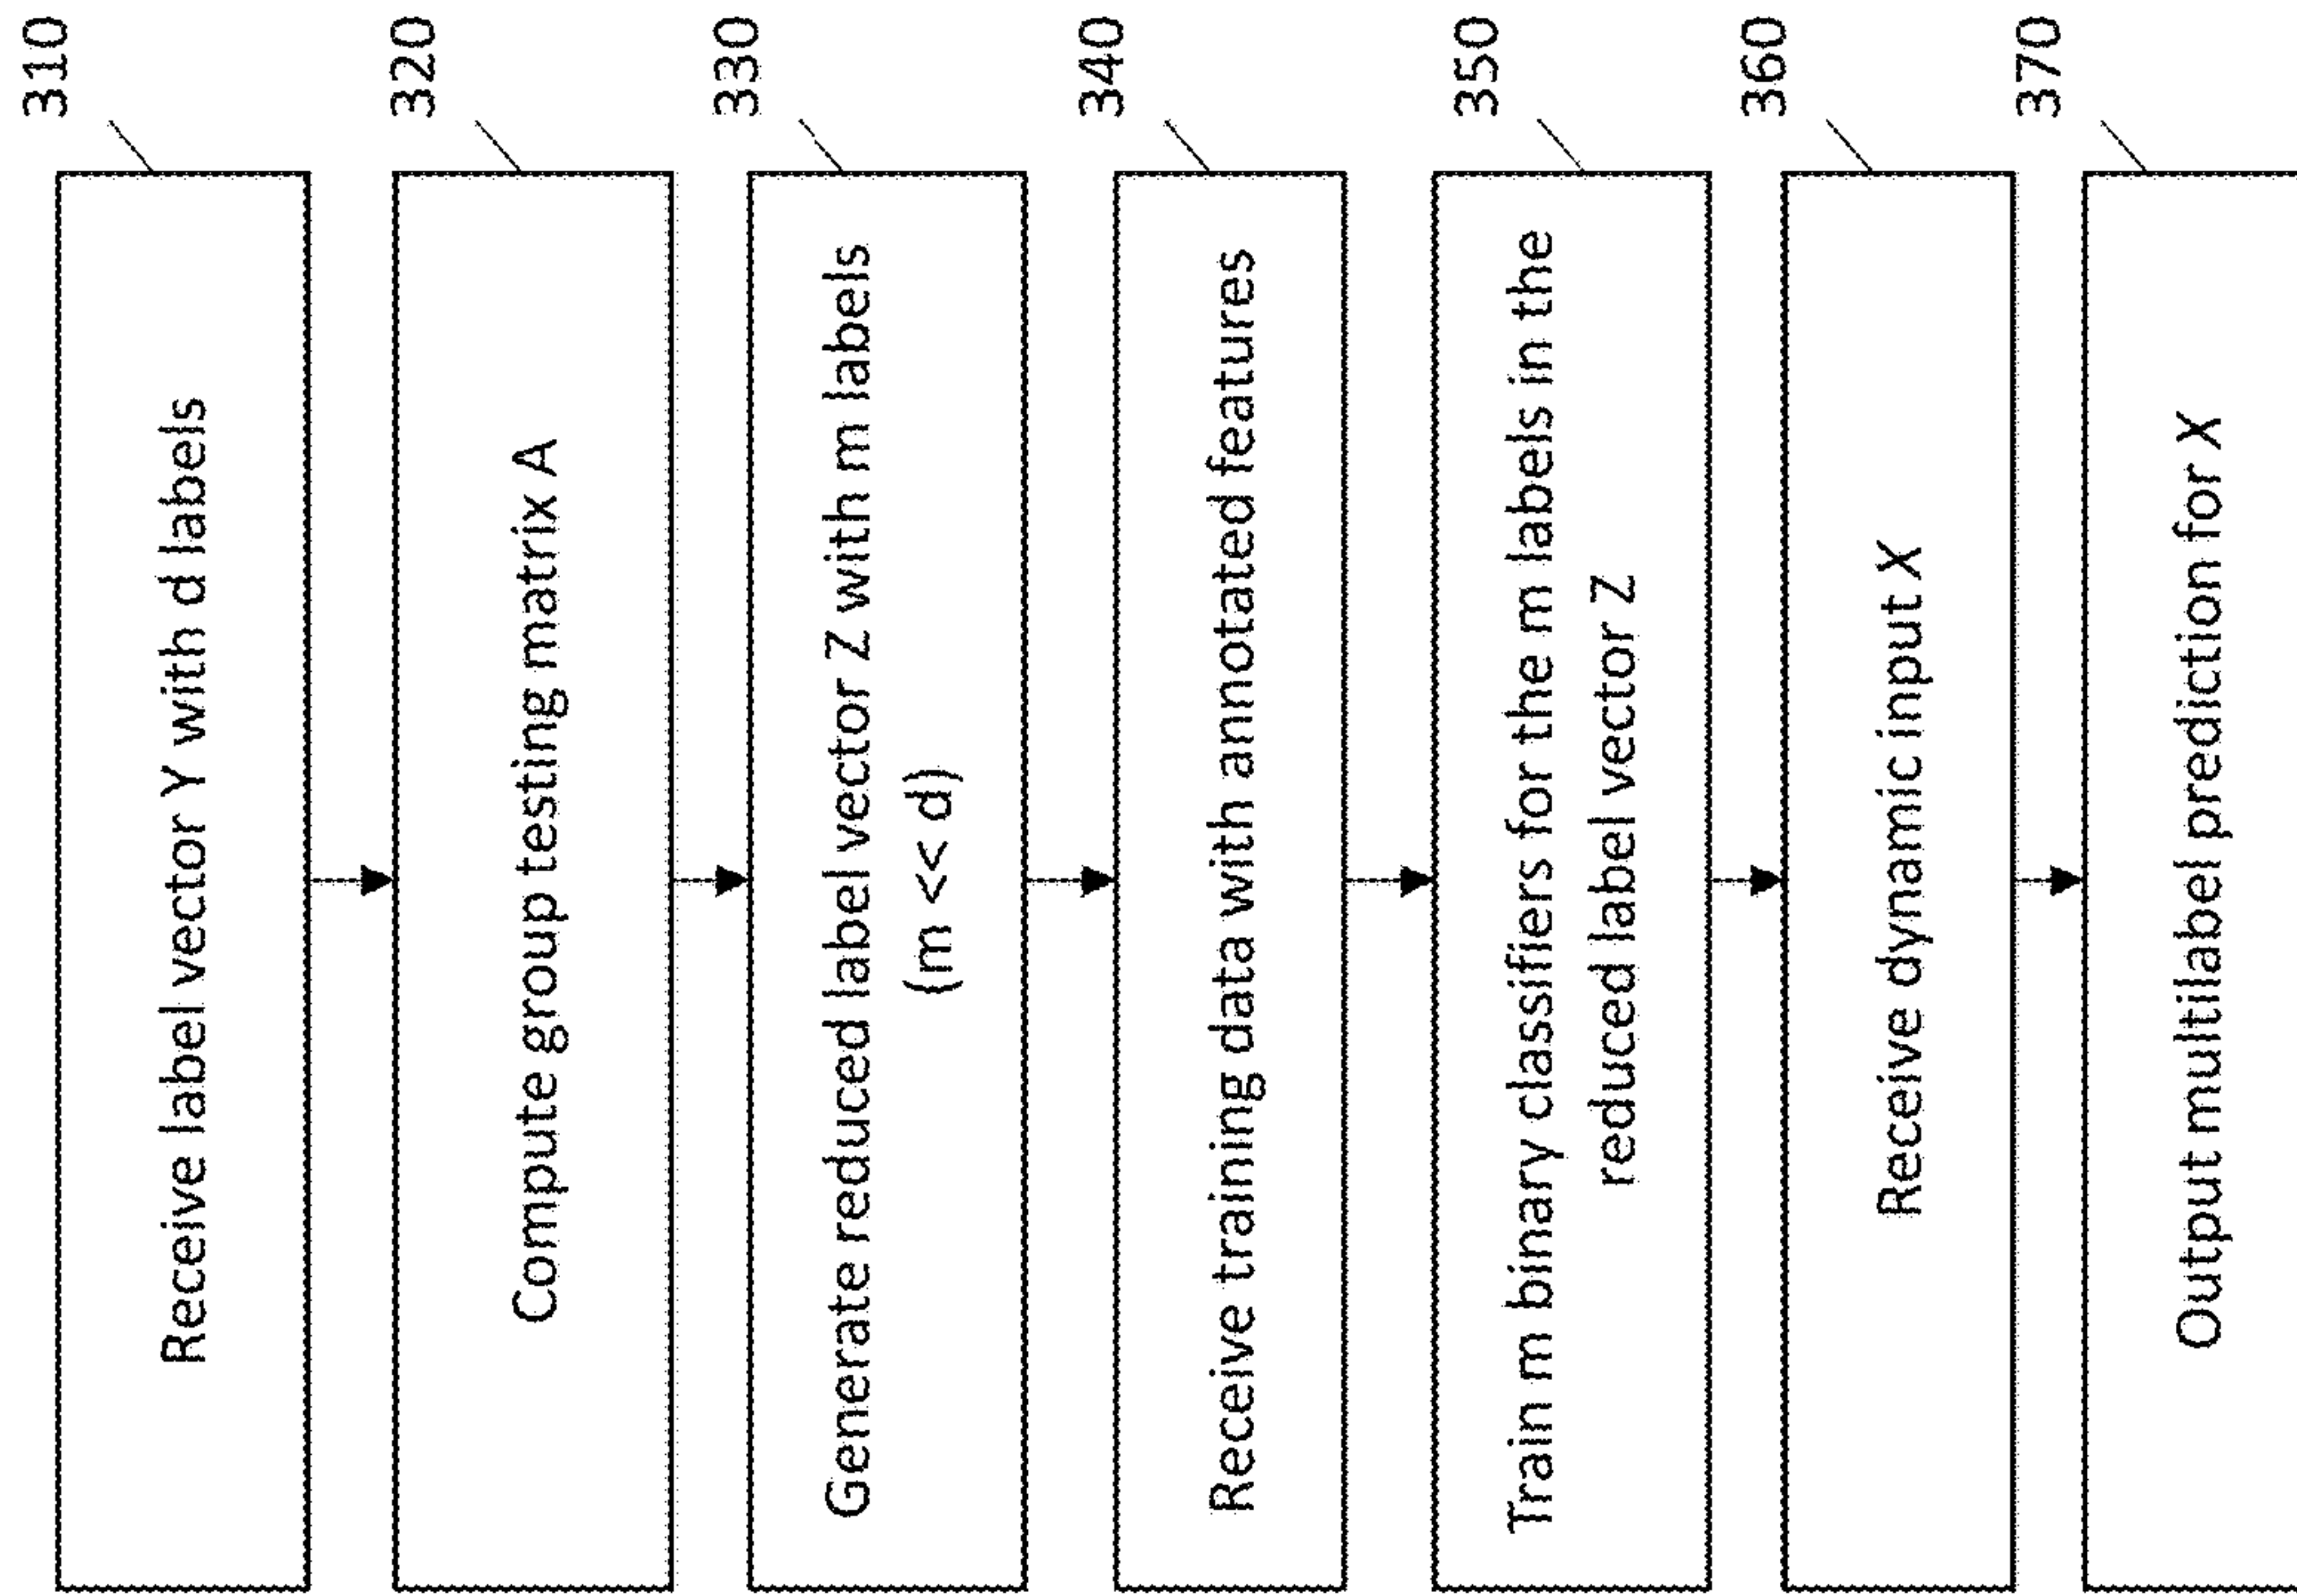 310
Receive label vector Y with d labels
320
Compute group testing matrix A
330
Generate reduced label vector Z with m labels
(m << d)
340
Receive training data with annotated features
350
Train m binary classifiers for the m labels in the
reduced label vector Z
360
Receive dynamic input X
370
Output multilabel prediction for X